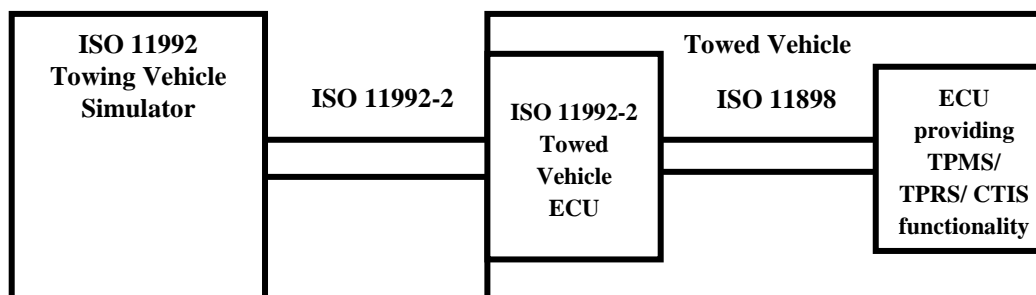 ISO 11992
Towing Vehicle
Simulator
ISO 11992-2
Towed Vehicle
ISO 11992-2
Towed
Vehicle
ECU
ISO 11898
ECU
providing
TPMS/
TPRS/ CTIS
functionality